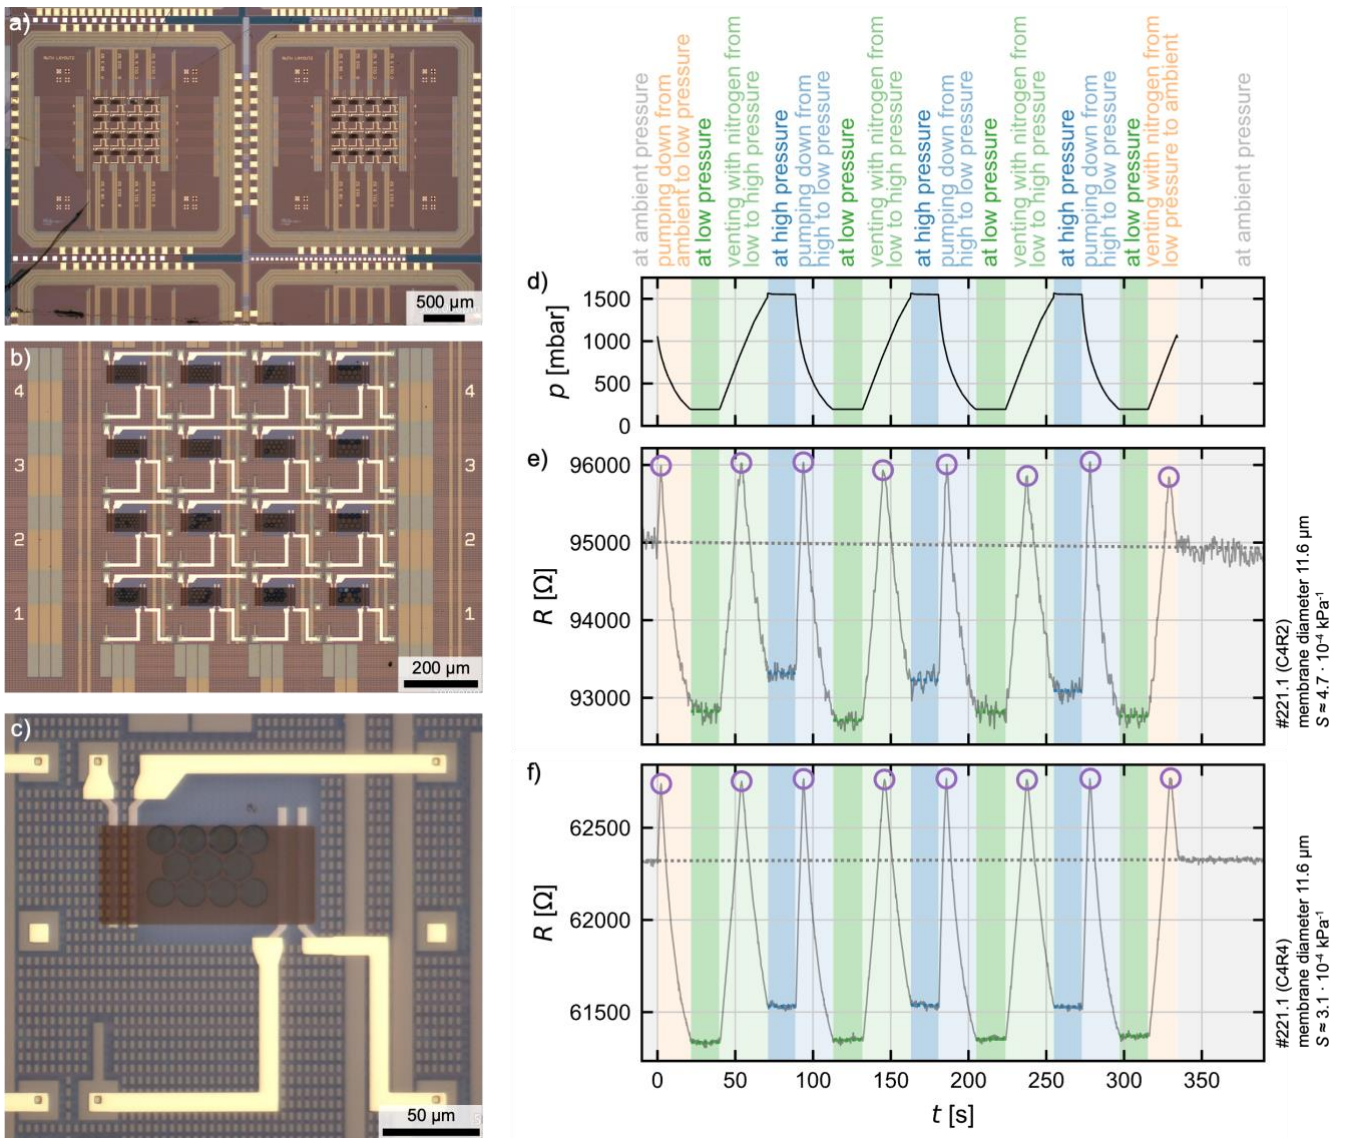 a)
500 µm
b)
4
4
3
3
2
2
1
1
200 µm
c)
50 µm
at ambient pressure
pumping down from
ambient to low pressure
at low pressure
venting with nitrogen from
low to high pressure
at high pressure
pumping down from
high to low pressure
at low pressure
venting with nitrogen from
low to high pressure
at high pressure
pumping down from
high to low pressure
at low pressure
venting with nitrogen from
low to high pressure
at high pressure
pumping down from
high to low pressure
at low pressure
venting with nitrogen from
low pressure to ambient
at ambient pressure
d)
p [mbar]
1500
1000
500
0
e)
R [Ω]
96000
95000
94000
93000
#221.1 (C4R2)
membrane diameter 11.6 µm
S ≈ 4.7 · 10⁻⁴ kPa⁻¹
f)
R [Ω]
62500
62000
61500
#221.1 (C4R4)
membrane diameter 11.6 µm
S ≈ 3.1 · 10⁻⁴ kPa⁻¹
0 50 100 150 200 250 300 350
t [s]